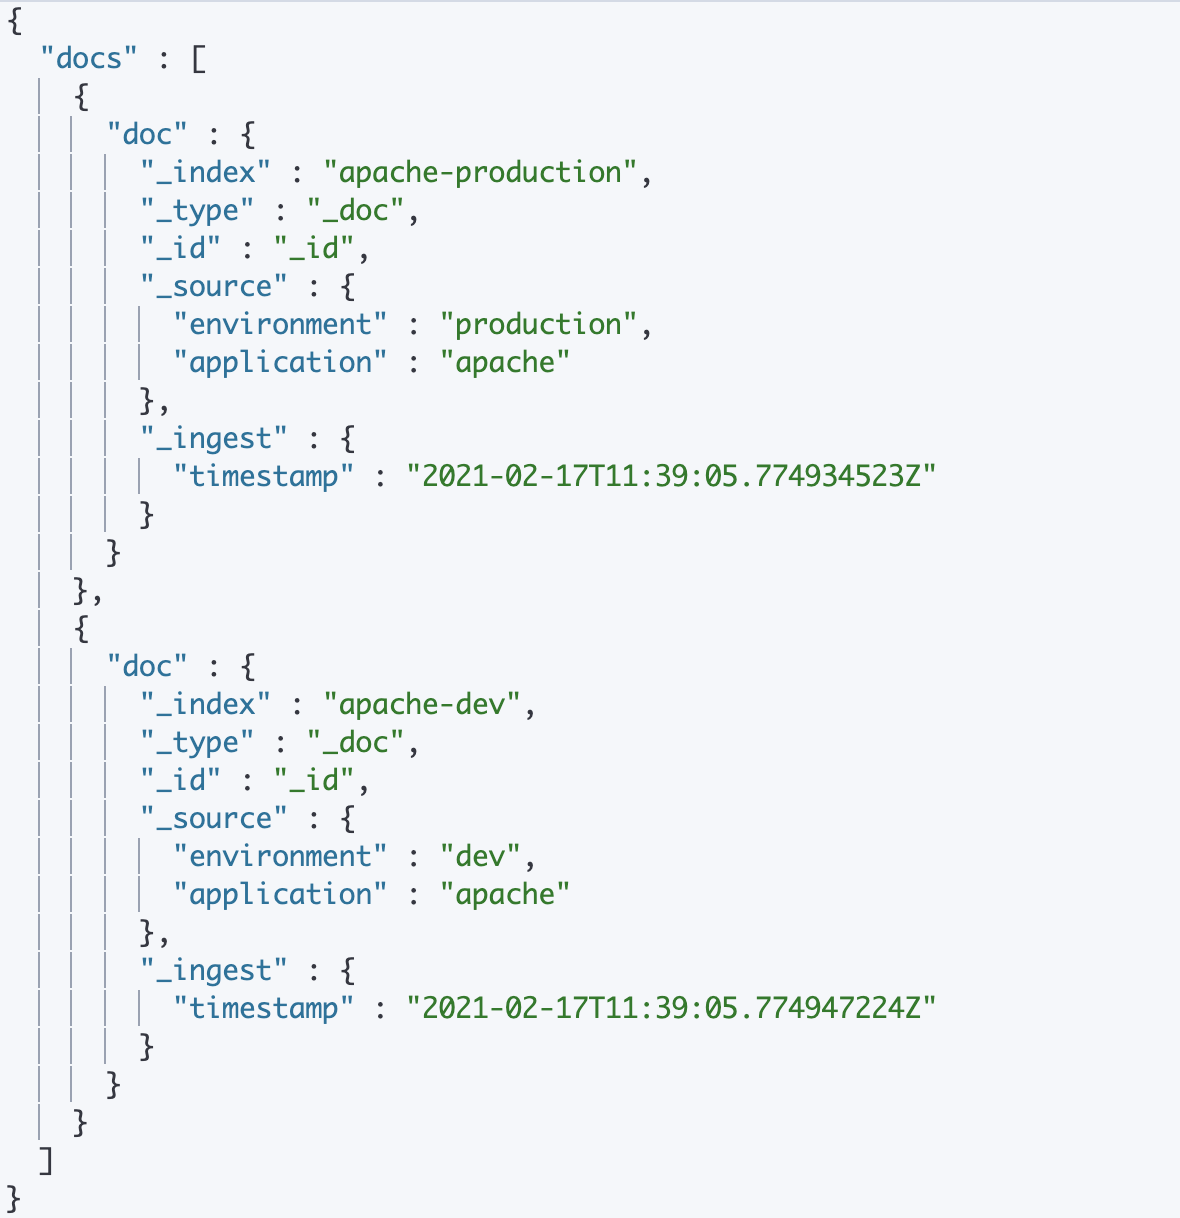 {
  "docs" : [
    {
      "doc" : {
        "_index" : "apache-production",
        "_type" : "_doc",
        "_id" : "_id",
        "_source" : {
          "environment" : "production",
          "application" : "apache"
        },
        "_ingest" : {
          "timestamp" : "2021-02-17T11:39:05.774934523Z"
        }
      }
    },
    {
      "doc" : {
        "_index" : "apache-dev",
        "_type" : "_doc",
        "_id" : "_id",
        "_source" : {
          "environment" : "dev",
          "application" : "apache"
        },
        "_ingest" : {
          "timestamp" : "2021-02-17T11:39:05.774947224Z"
        }
      }
    }
  ]
}